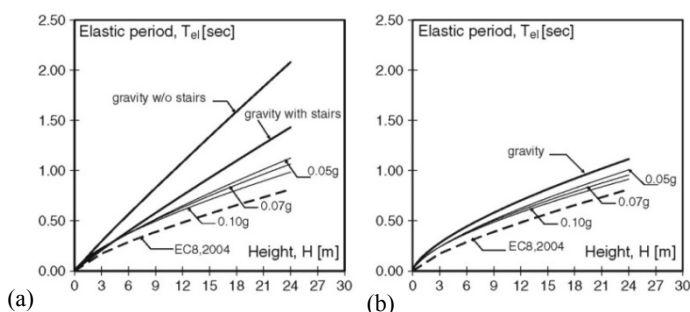 Elastic period, T_el [sec]
2.50
2.00
1.50
1.00
0.50
0.00
gravity w/o stairs
gravity with stairs
0.05g
0.07g
0.10g
EC8,2004
Height, H [m]
0 3 6 9 12 15 18 21 24 27 30
(a)
Elastic period, T_el [sec]
2.50
2.00
1.50
1.00
0.50
0.00
gravity
0.05g
0.07g
0.10g
EC8,2004
Height, H [m]
0 3 6 9 12 15 18 21 24 27 30
(b)